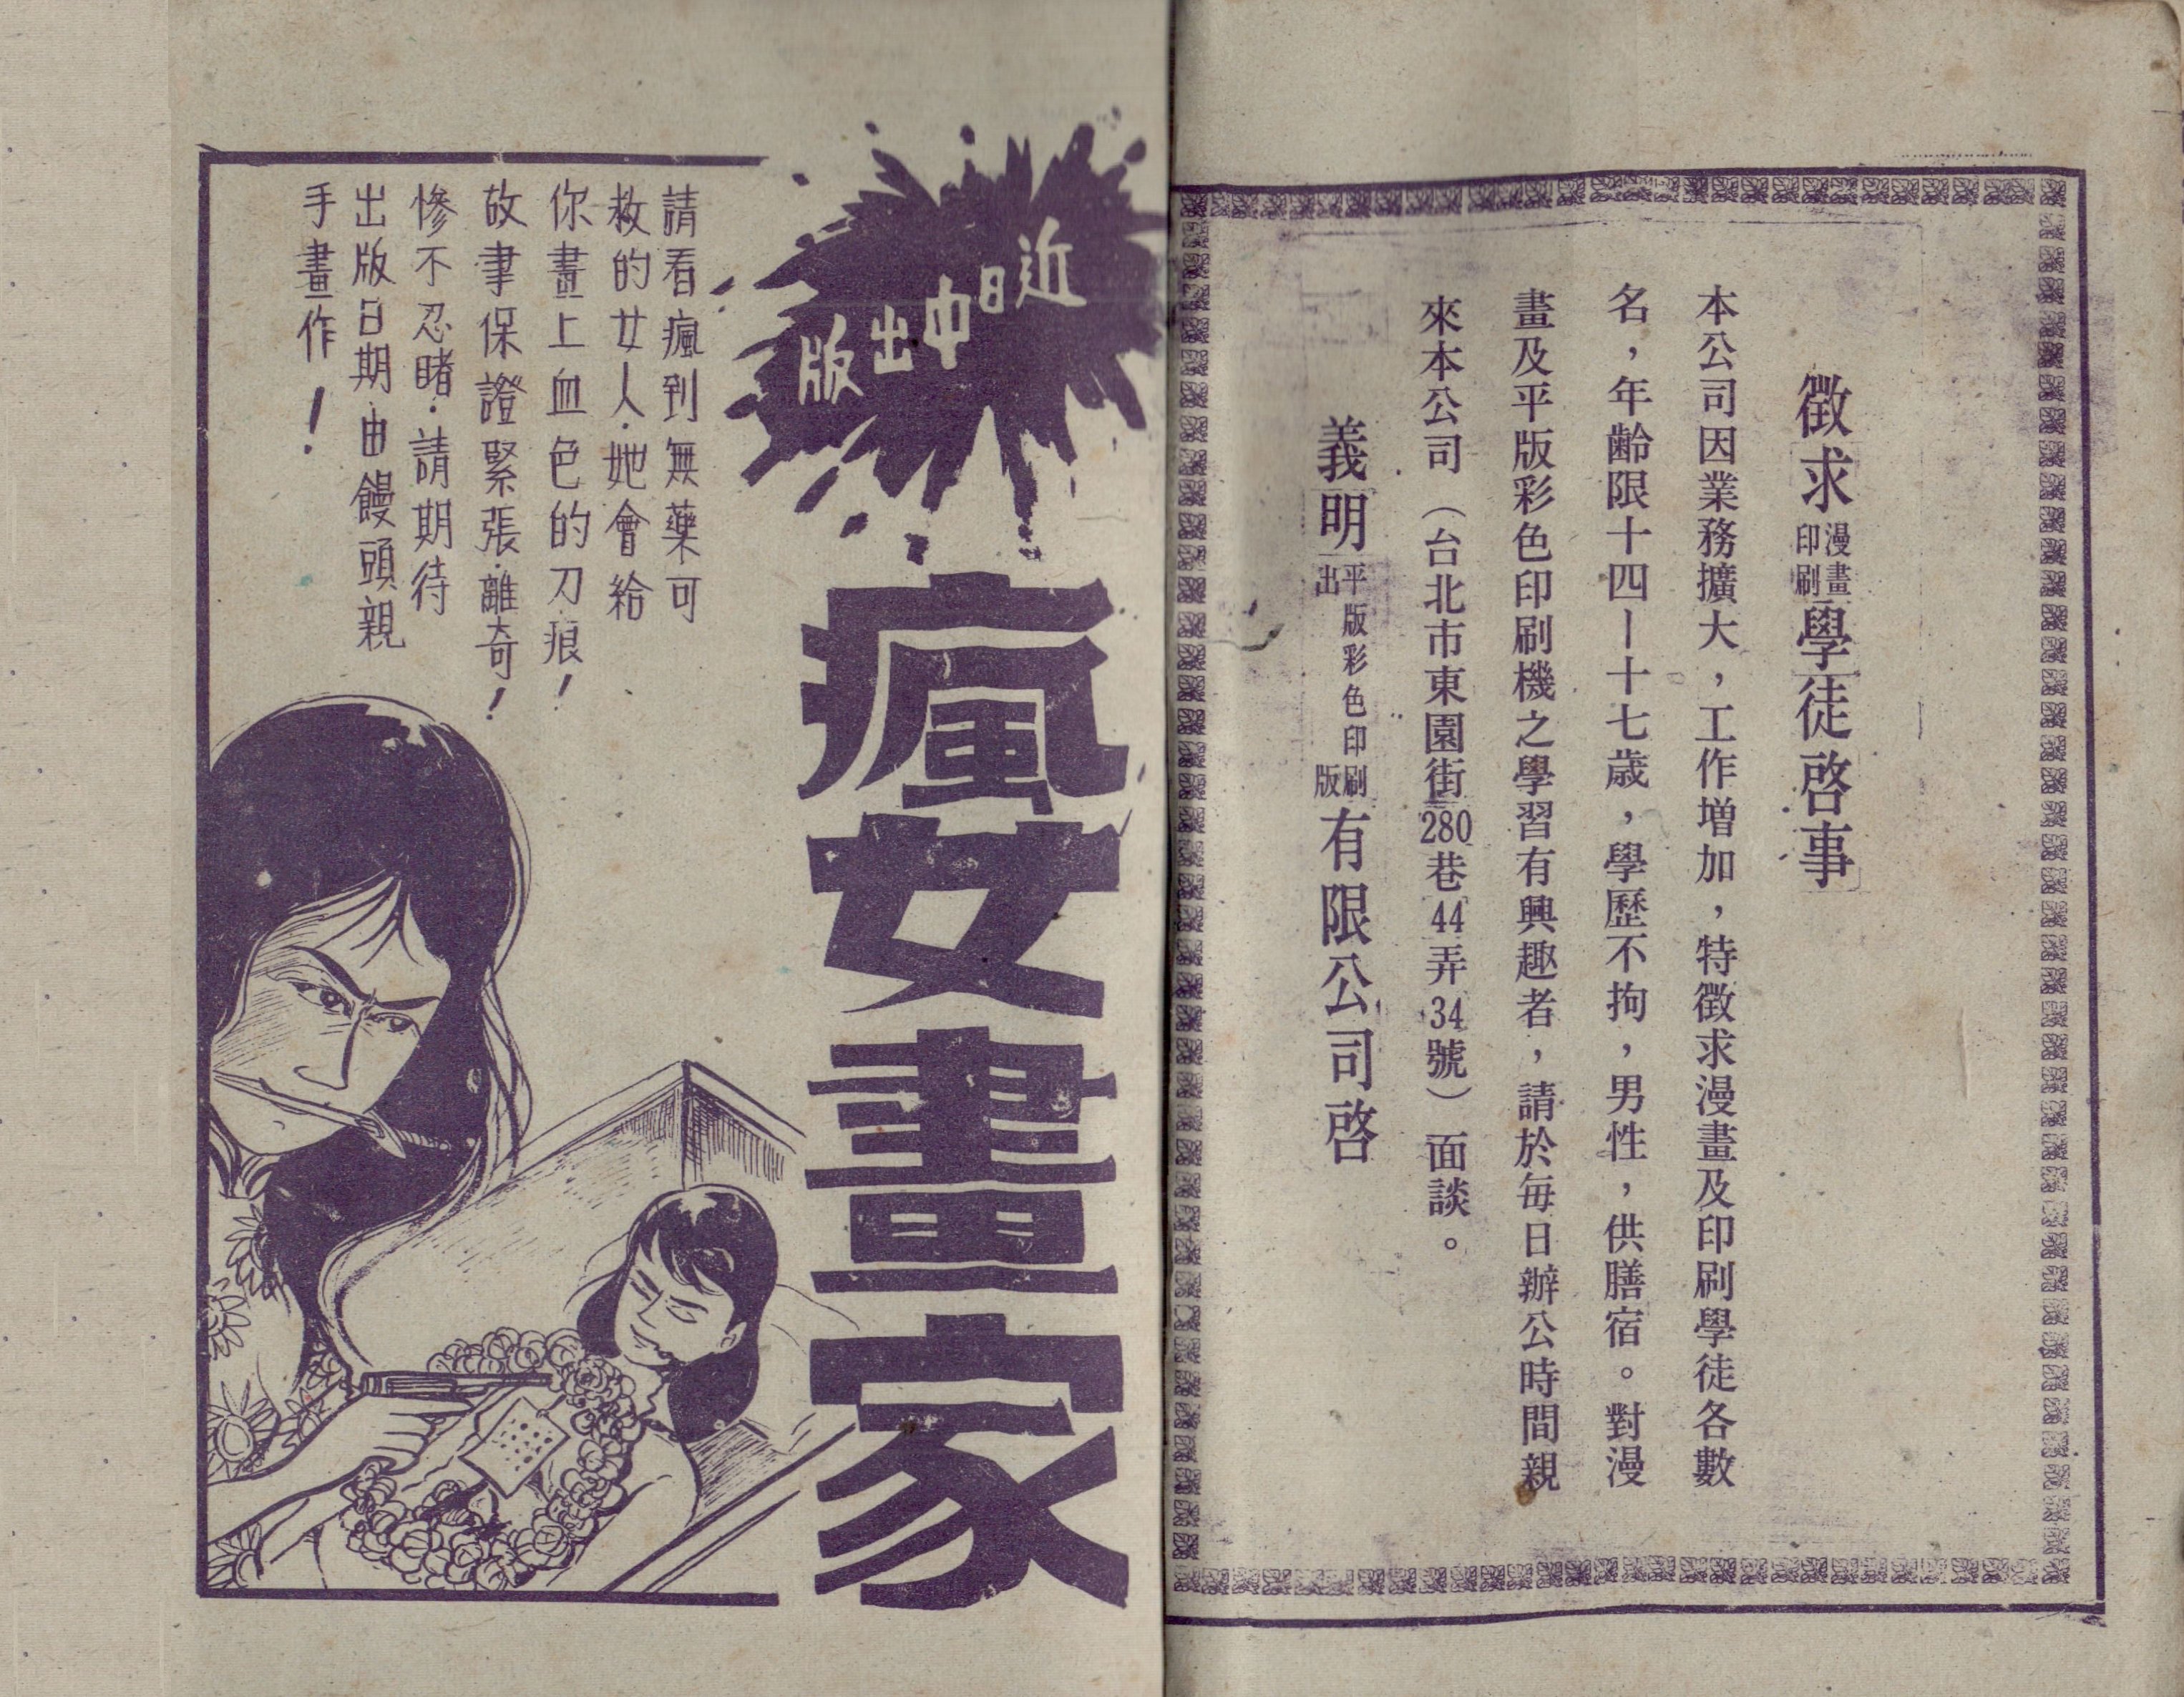 徵求漫畫印刷學徒啓事
本公司因業務擴大，工作增加，特徵求漫畫及印刷學徒各數
名，年齡限十四—十七歲，學歷不拘，男性，供膳宿。對漫
畫及平版彩色印刷機之學習有興趣者，請於每日辦公時間親
來本公司（台北市東園街280巷44弄34號）面談。
義明平版彩色印刷出版有限公司啓
近日中出版
瘋女畫家
請看瘋到無藥可
救的女人．她會給
你畫上血色的刀痕！
故事保證緊張．離奇！
慘不忍睹．請期待
出版日期．由饅頭親
手畫作！